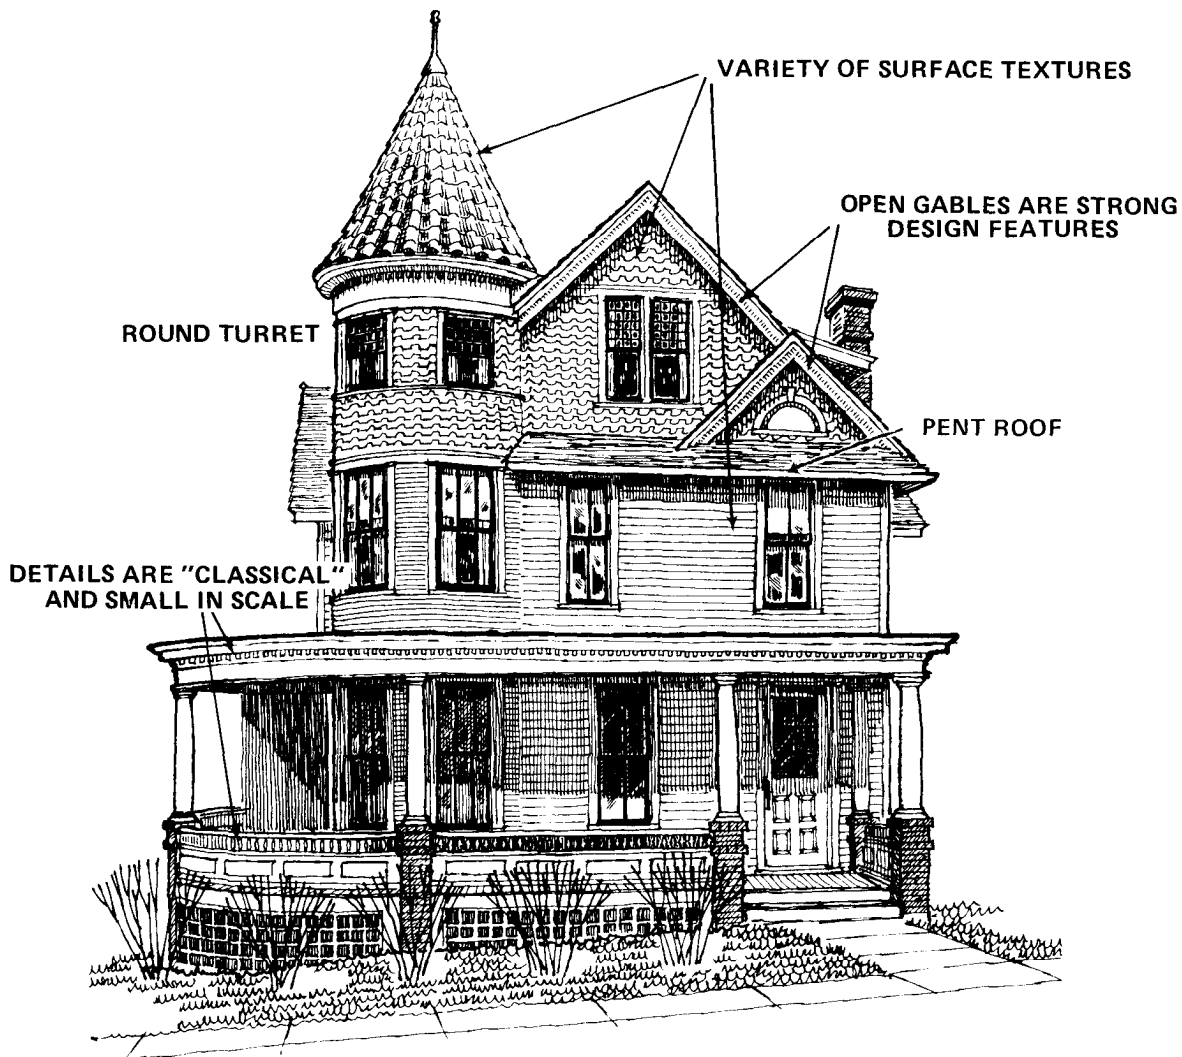 VARIETY OF SURFACE TEXTURES
OPEN GABLES ARE STRONG
DESIGN FEATURES
ROUND TURRET
PENT ROOF
DETAILS ARE "CLASSICAL"
AND SMALL IN SCALE